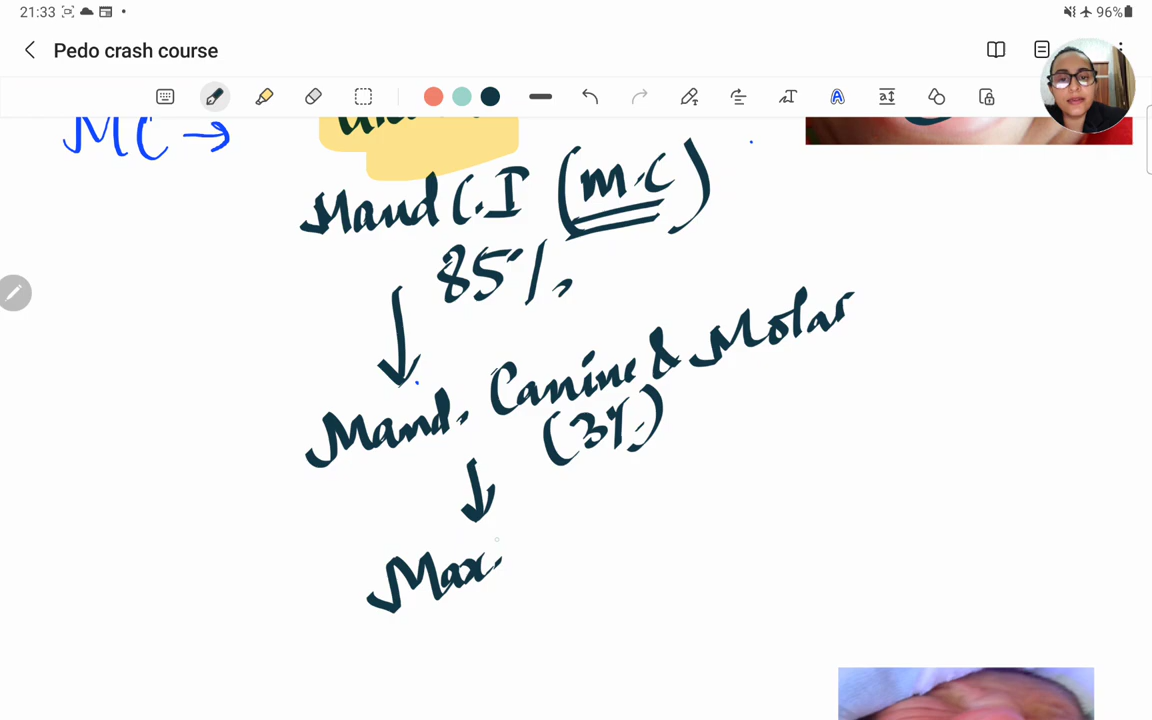 21:33
96%
Pedo crash course
MC →
Mand C.I (m.c)
85%
Mand. Canine & Molar
(3%)
Max.